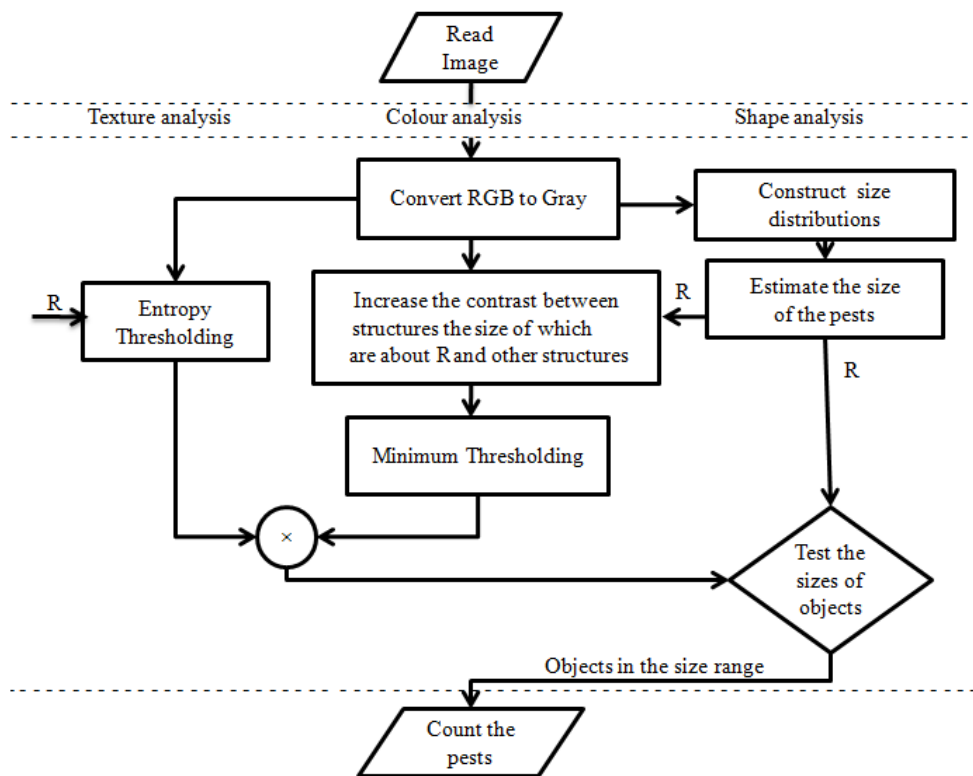 Read
Image
Texture analysis
Colour analysis
Shape analysis
Convert RGB to Gray
Construct size
distributions
R
Entropy
Thresholding
Increase the contrast between
structures the size of which
are about R and other structures
R
Estimate the size
of the pests
R
Minimum Thresholding
×
Test the
sizes of
objects
Objects in the size range
Count the
pests